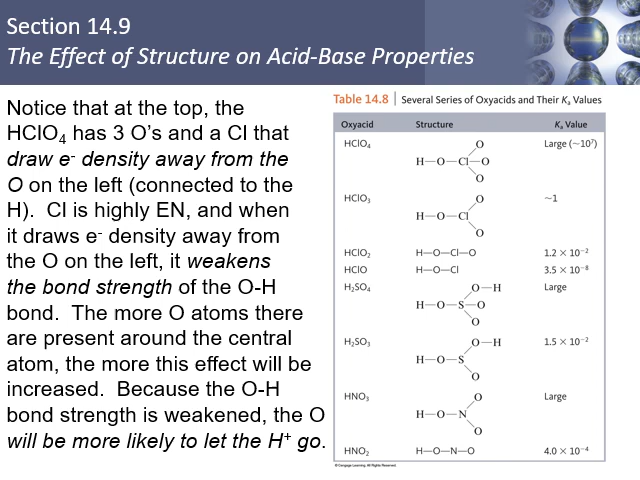 Section 14.9
The Effect of Structure on Acid-Base Properties
Notice that at the top, the
HClO₄ has 3 O’s and a Cl that
draw e⁻ density away from the
O on the left (connected to the
H). Cl is highly EN, and when
it draws e⁻ density away from
the O on the left, it weakens
the bond strength of the O-H
bond. The more O atoms there
are present around the central
atom, the more this effect will be
increased. Because the O-H
bond strength is weakened, the O
will be more likely to let the H⁺ go.
Table 14.8 | Several Series of Oxyacids and Their Kₐ Values
Oxyacid Structure Kₐ Value
HClO₄ Large (~10⁷)
O
H—O—Cl—O
O
HClO₃ ~1
O
H—O—Cl
O
HClO₂ H—O—Cl—O 1.2 × 10⁻²
HClO H—O—Cl 3.5 × 10⁻⁸
H₂SO₄ Large
O—H
H—O—S—O
O
H₂SO₃ 1.5 × 10⁻²
O—H
H—O—S
O
HNO₃ Large
O
H—O—N
O
HNO₂ H—O—N—O 4.0 × 10⁻⁴
© Cengage Learning. All Rights Reserved.